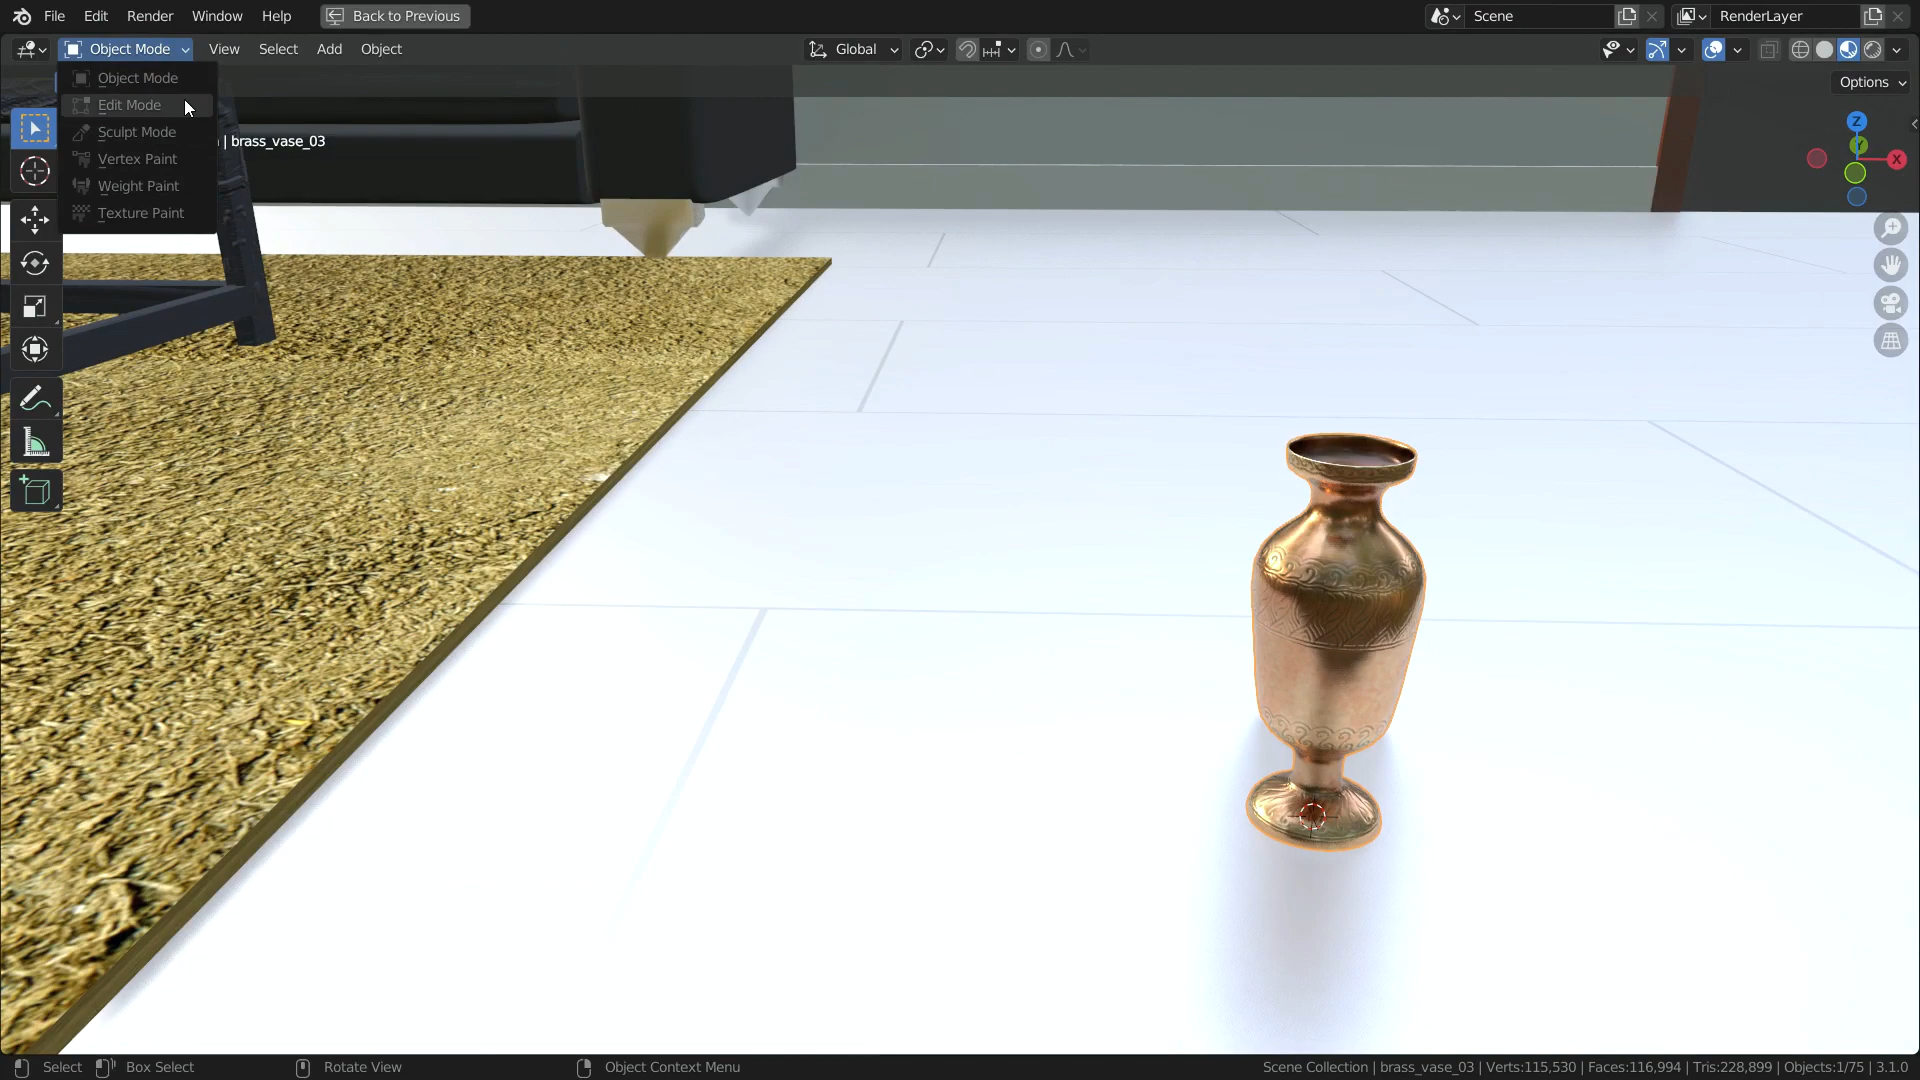 File Edit Render Window Help Back to Previous Scene RenderLayer
Object Mode View Select Add Object Global
Options
Object Mode
Edit Mode
Sculpt Mode
| brass_vase_03
Vertex Paint
Weight Paint
Texture Paint
Z
Y
X
Select Box Select Rotate View Object Context Menu Scene Collection | brass_vase_03 | Verts:115,530 | Faces:116,994 | Tris:228,899 | Objects:1/75 | 3.1.0